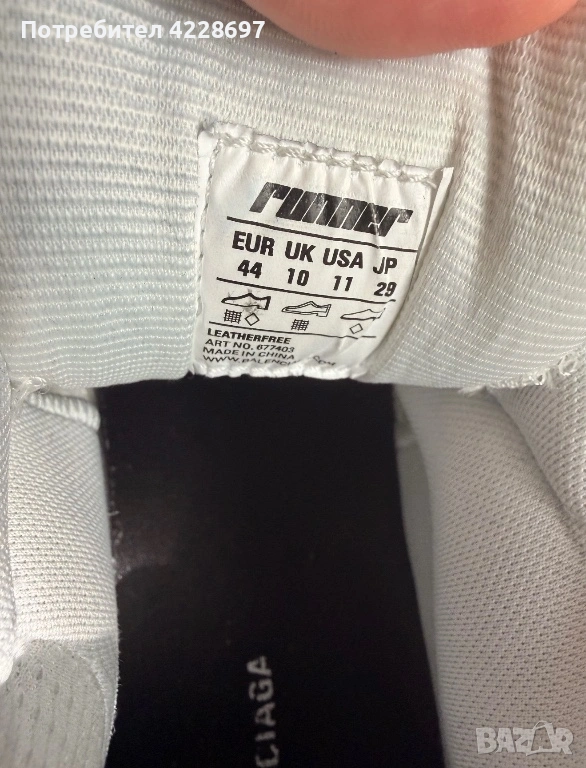 Потребител 4228697
runner
EUR UK USA JP
44 10 11 29
LEATHERFREE
ART NO. 677403
MADE IN CHINA
CIAGA
BAZAR